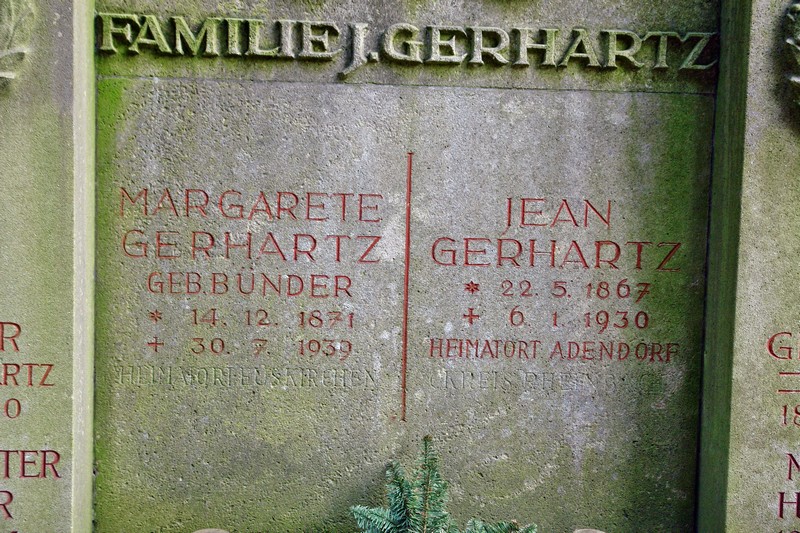 FAMILIE J. GERHARTZ
MARGARETE
GERHARTZ
GEB. BÜNDER
* 14. 12. 1871
+ 30. 7. 1939
HEIMATORT EUSKIRCHEN
JEAN
GERHARTZ
* 22. 5. 1867
+ 6. 1. 1930
HEIMATORT ADENDORF
KREIS RHEINBACH